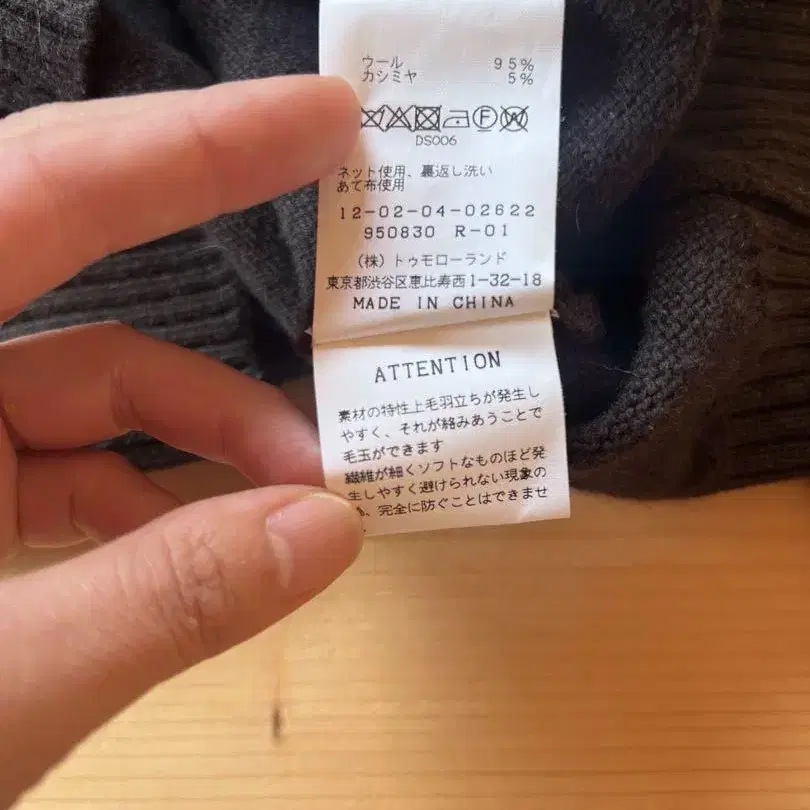 ウール 95%
カシミヤ 5%
DS006
ネット使用、裏返し洗い
あて布使用
12-02-04-02622
950830 R-01
(株)トゥモローランド
東京都渋谷区恵比寿西1-32-18
MADE IN CHINA
ATTENTION
素材の特性上毛羽立ちが発生し
やすく、それが絡みあうことで
毛玉ができます
繊維が細くソフトなものほど発
生しやすく避けられない現象の
為、完全に防ぐことはできませ